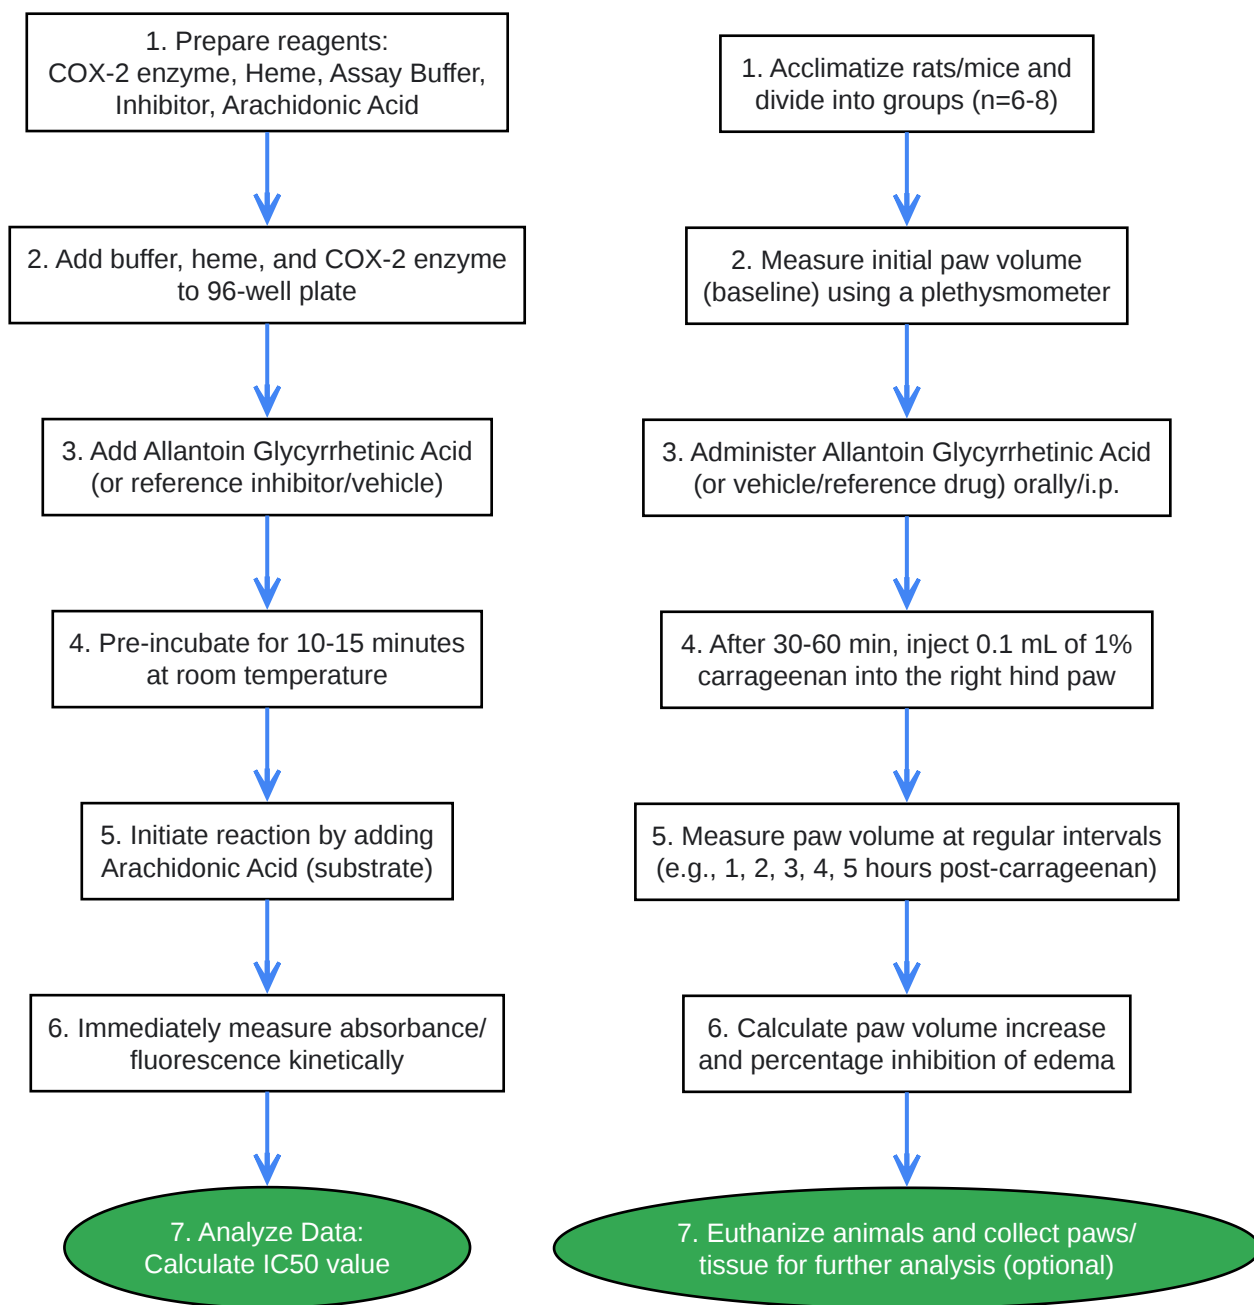 1. Prepare reagents:
COX-2 enzyme, Heme, Assay Buffer,
Inhibitor, Arachidonic Acid
2. Add buffer, heme, and COX-2 enzyme
to 96-well plate
3. Add Allantoin Glycyrrhetinic Acid
(or reference inhibitor/vehicle)
4. Pre-incubate for 10-15 minutes
at room temperature
5. Initiate reaction by adding
Arachidonic Acid (substrate)
6. Immediately measure absorbance/
fluorescence kinetically
7. Analyze Data:
Calculate IC50 value
1. Acclimatize rats/mice and
divide into groups (n=6-8)
2. Measure initial paw volume
(baseline) using a plethysmometer
3. Administer Allantoin Glycyrrhetinic Acid
(or vehicle/reference drug) orally/i.p.
4. After 30-60 min, inject 0.1 mL of 1%
carrageenan into the right hind paw
5. Measure paw volume at regular intervals
(e.g., 1, 2, 3, 4, 5 hours post-carrageenan)
6. Calculate paw volume increase
and percentage inhibition of edema
7. Euthanize animals and collect paws/
tissue for further analysis (optional)